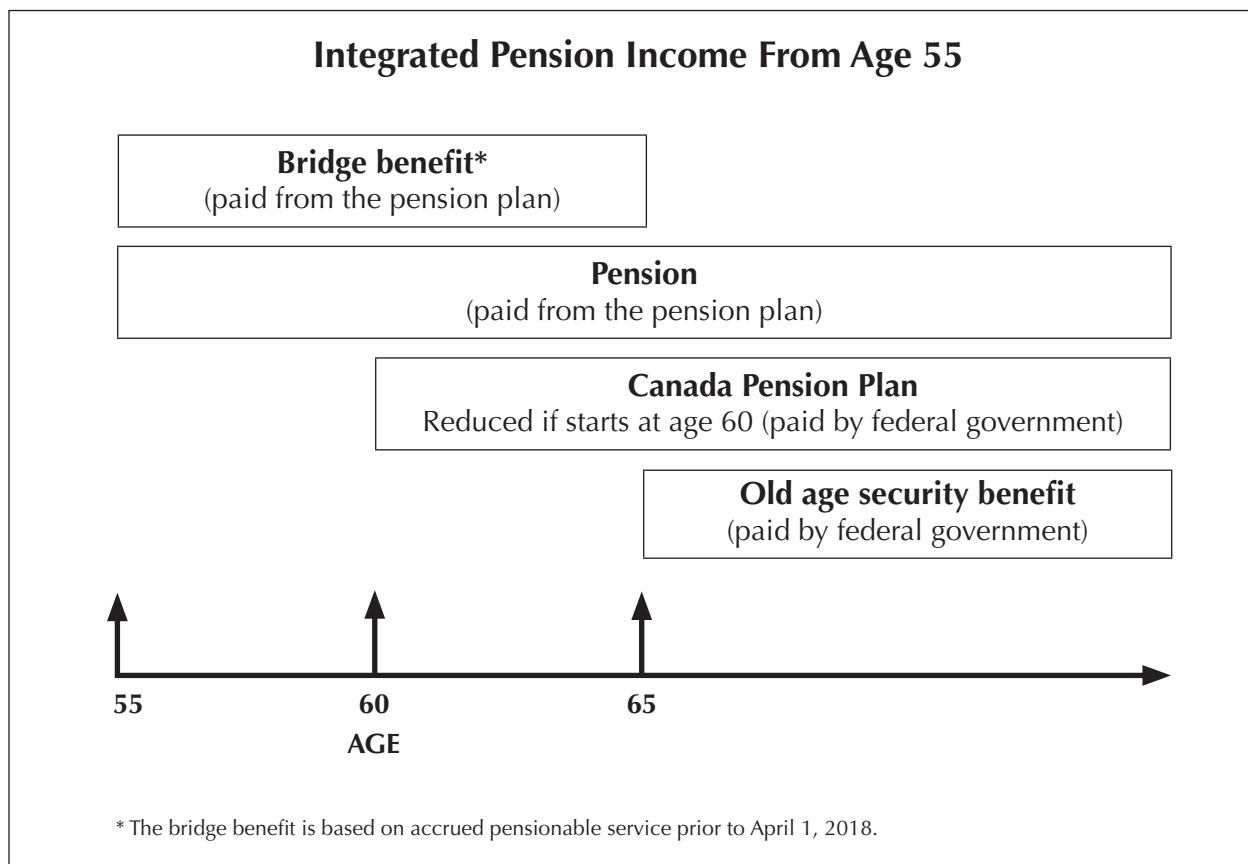 Integrated Pension Income From Age 55
Bridge benefit*
(paid from the pension plan)
Pension
(paid from the pension plan)
Canada Pension Plan
Reduced if starts at age 60 (paid by federal government)
Old age security benefit
(paid by federal government)
55 60 65
AGE
* The bridge benefit is based on accrued pensionable service prior to April 1, 2018.